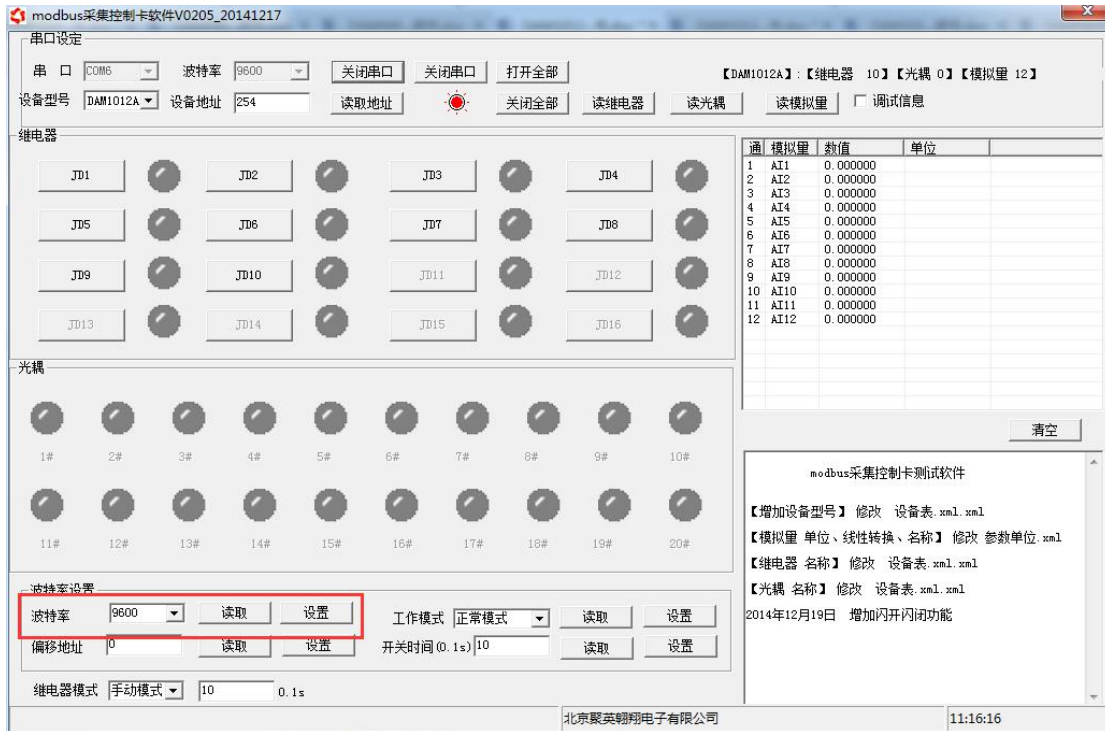 modbus采集控制卡软件V0205_20141217
串口设定
串 口 COM6 波特率 9600 关闭串口 关闭串口 打开全部
【DAM1012A】:【继电器 10】【光耦 0】【模拟量 12】
设备型号 DAM1012A 设备地址 254 读取地址 关闭全部 读继电器 读光耦 读模拟量 调试信息
继电器
JD1 JD2 JD3 JD4
JD5 JD6 JD7 JD8
JD9 JD10 JD11 JD12
JD13 JD14 JD15 JD16
通 模拟量 数值 单位
1 AI1 0.000000
2 AI2 0.000000
3 AI3 0.000000
4 AI4 0.000000
5 AI5 0.000000
6 AI6 0.000000
7 AI7 0.000000
8 AI8 0.000000
9 AI9 0.000000
10 AI10 0.000000
11 AI11 0.000000
12 AI12 0.000000
光耦
1# 2# 3# 4# 5# 6# 7# 8# 9# 10#
11# 12# 13# 14# 15# 16# 17# 18# 19# 20#
清空
modbus采集控制卡测试软件
【增加设备型号】 修改 设备表.xml.xml
【模拟量 单位、线性转换、名称】 修改 参数单位.xml
【继电器 名称】 修改 设备表.xml.xml
【光耦 名称】 修改 设备表.xml.xml
2014年12月19日 增加闪开闪闭功能
波特率设置
波特率 9600 读取 设置 工作模式 正常模式 读取 设置
偏移地址 0 读取 设置 开关时间(0.1s) 10 读取 设置
继电器模式 手动模式 10 0.1s
北京聚英翱翔电子有限公司 11:16:16